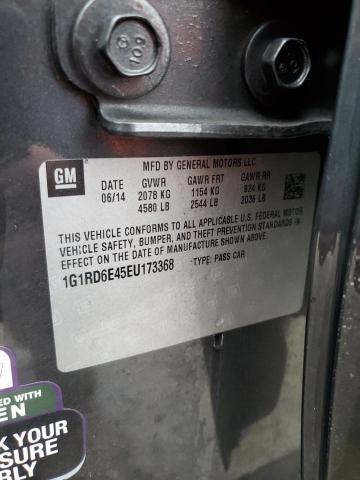 8
109
GM
MFD BY GENERAL MOTORS LLC
DATE GVWR GAWR FRT GAWR RR
06/14 2078 KG 1154 KG 924 KG
4580 LB 2544 LB 2036 LB
THIS VEHICLE CONFORMS TO ALL APPLICABLE U.S. FEDERAL MOTOR
VEHICLE SAFETY, BUMPER, AND THEFT PREVENTION STANDARDS IN
EFFECT ON THE DATE OF MANUFACTURE SHOWN ABOVE.
1G1RD6E45EU173368 TYPE: PASS CAR
WITH
EN
YOUR
SURE